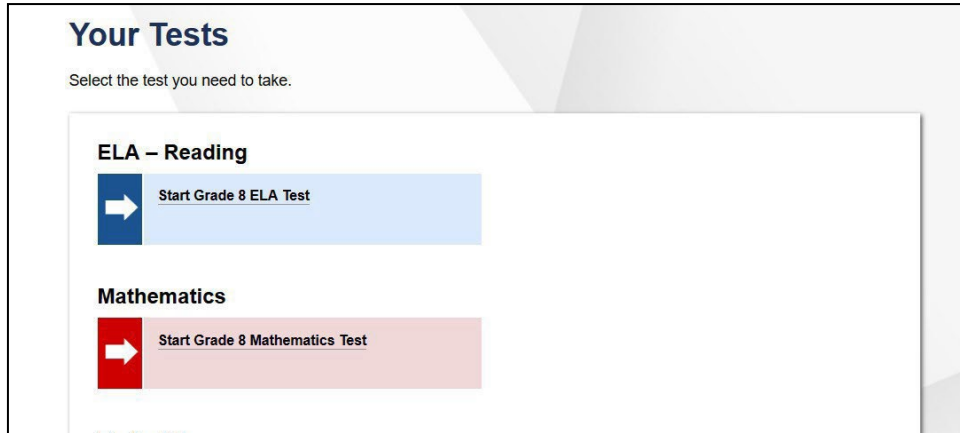 Your Tests
Select the test you need to take.
ELA – Reading
Start Grade 8 ELA Test
Mathematics
Start Grade 8 Mathematics Test